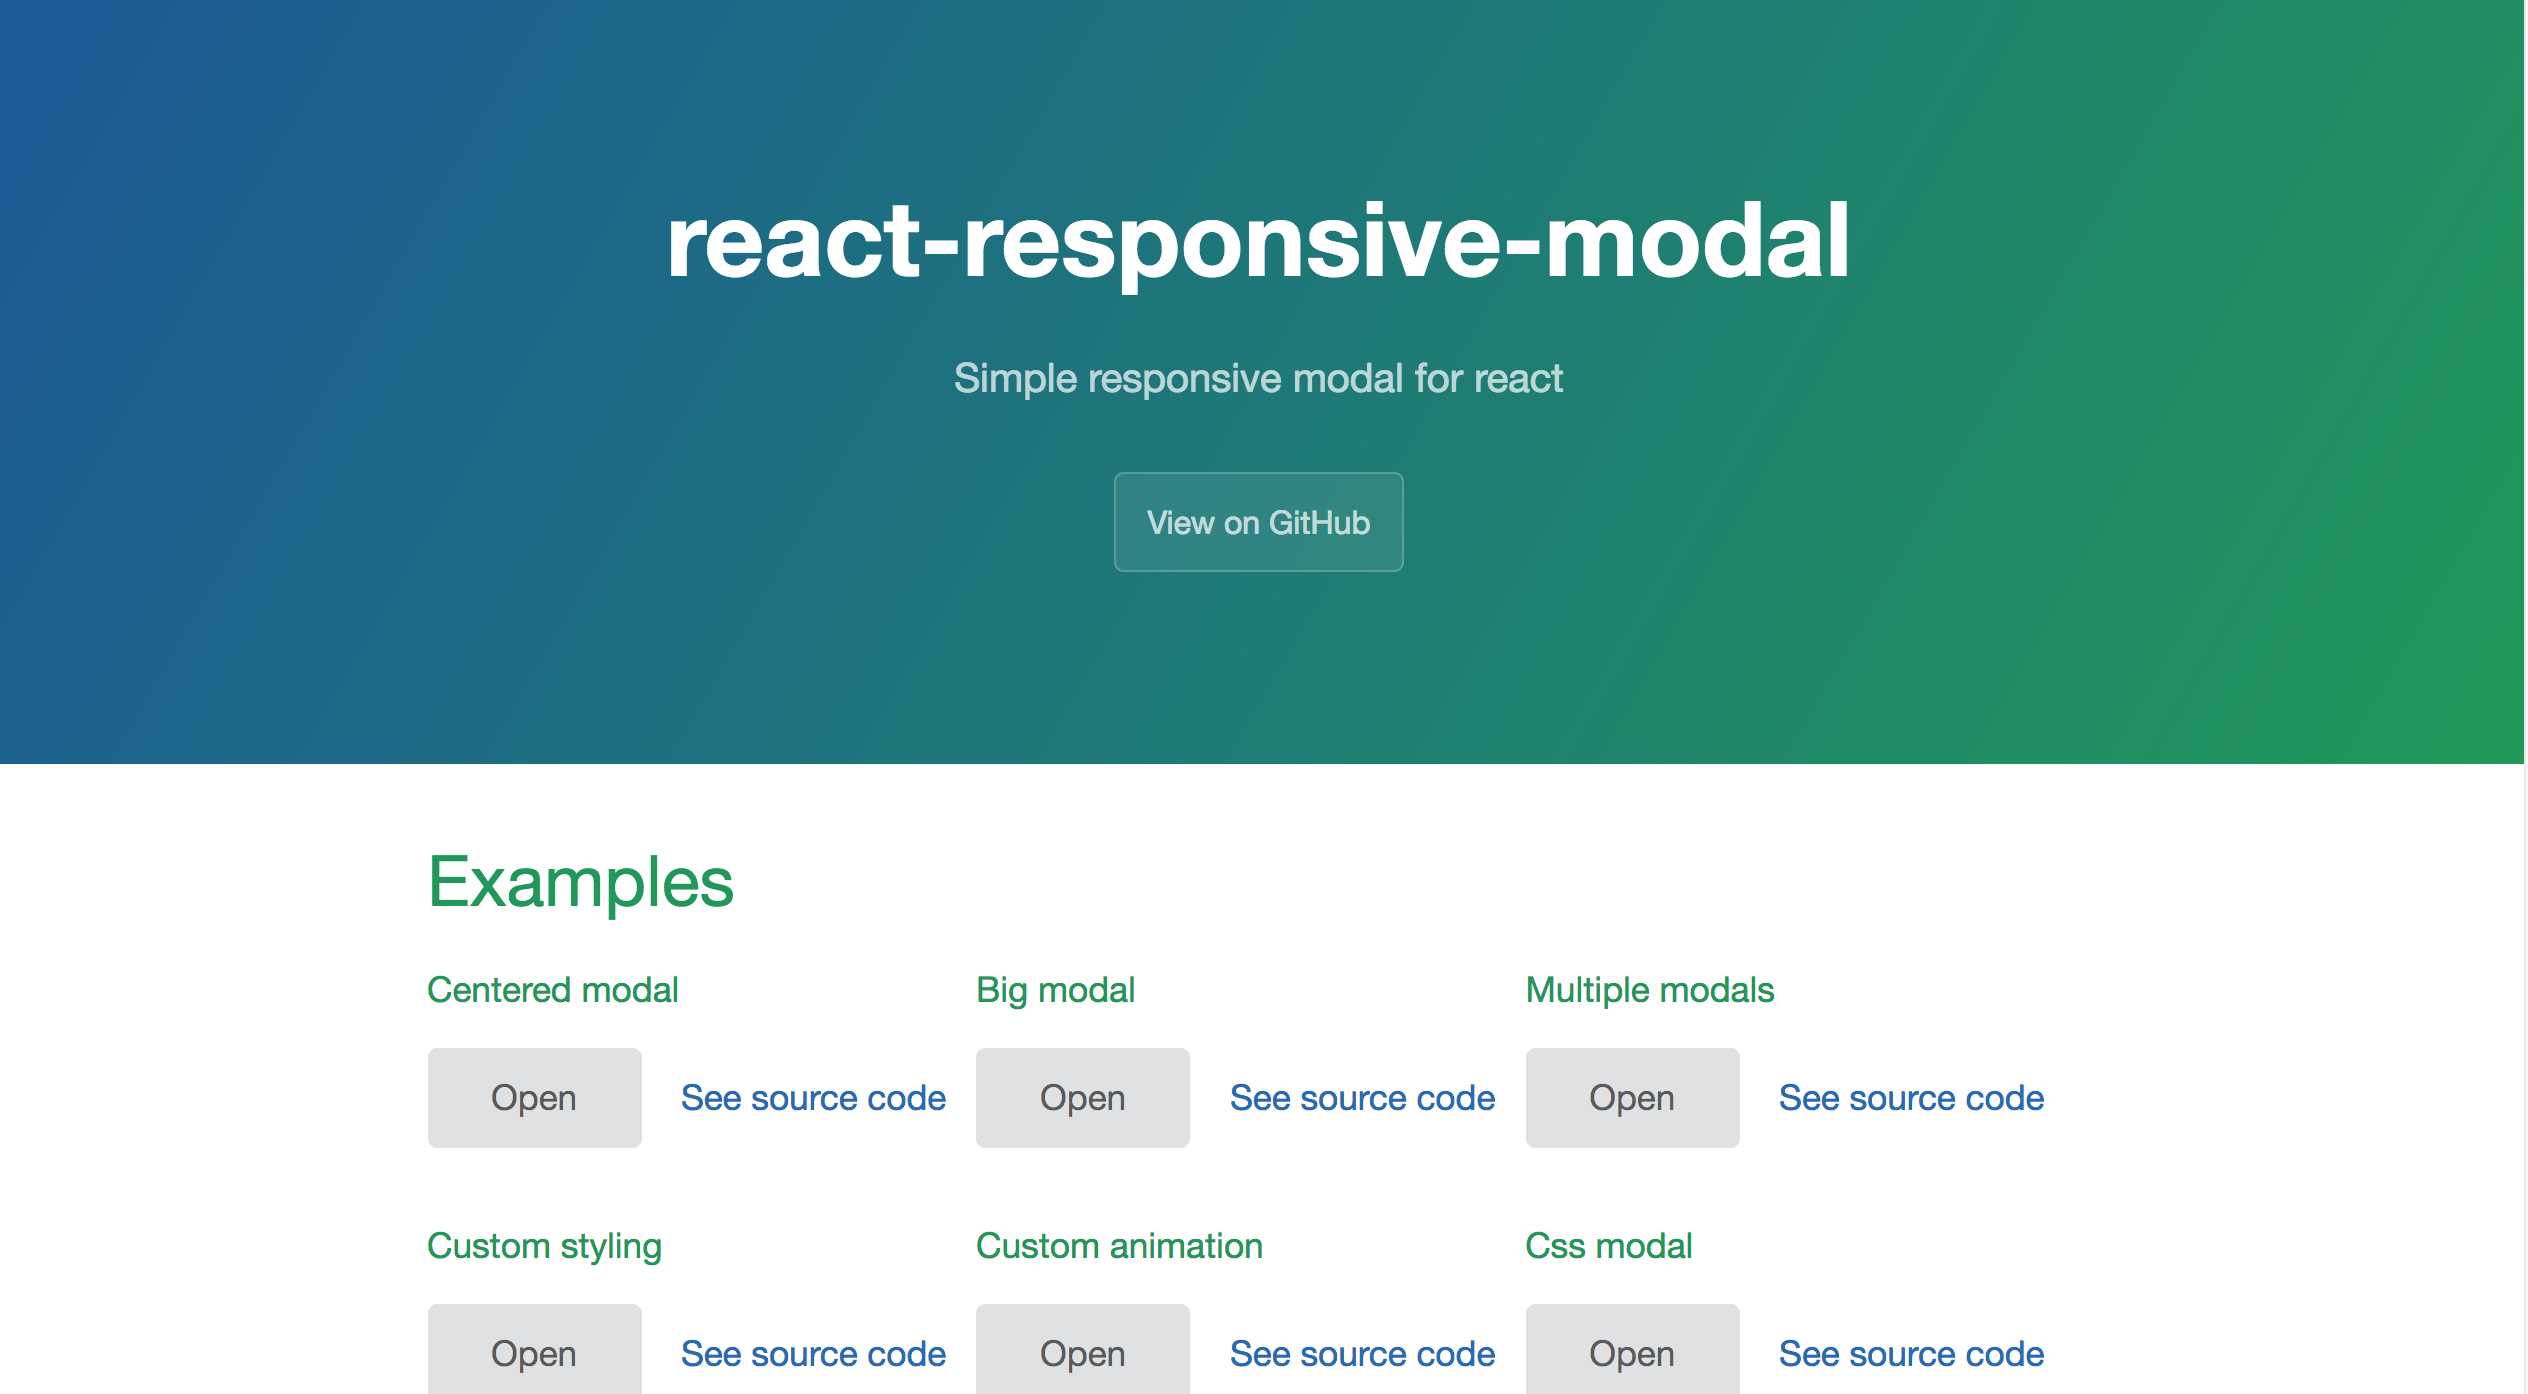 react-responsive-modal
Simple responsive modal for react
View on GitHub
Examples
Centered modal
Big modal
Multiple modals
Open
See source code
Open
See source code
Open
See source code
Custom styling
Custom animation
Css modal
Open
See source code
Open
See source code
Open
See source code